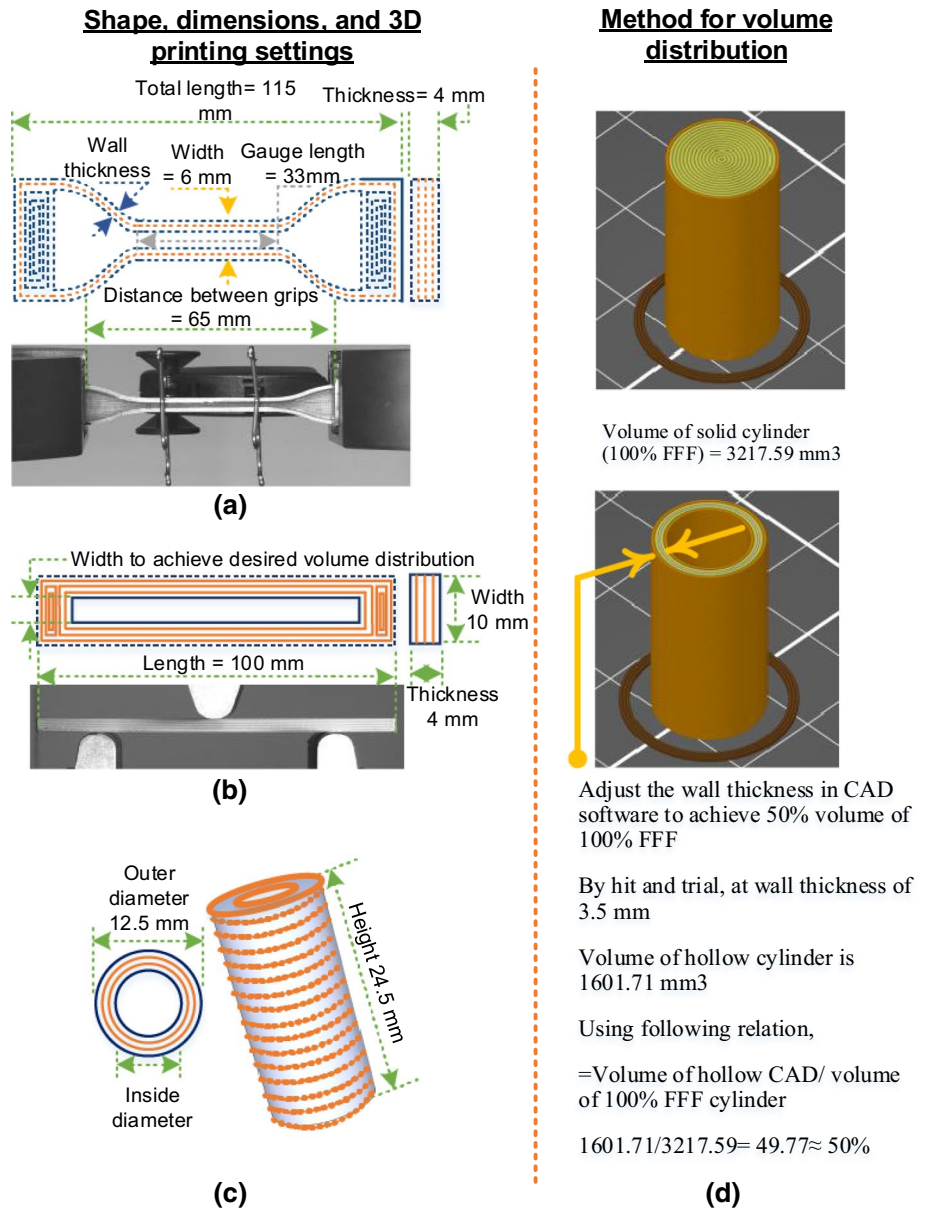 Shape, dimensions, and 3D
printing settings
Total length= 115
mm
Thickness= 4 mm
Wall
thickness
Width
= 6 mm
Gauge length
= 33mm
Distance between grips
= 65 mm
(a)
Width to achieve desired volume distribution
Width
10 mm
Length = 100 mm
Thickness
4 mm
(b)
Outer
diameter
12.5 mm
Height 24.5 mm
Inside
diameter
(c)
Method for volume
distribution
Volume of solid cylinder
(100% FFF) = 3217.59 mm3
Adjust the wall thickness in CAD
software to achieve 50% volume of
100% FFF
By hit and trial, at wall thickness of
3.5 mm
Volume of hollow cylinder is
1601.71 mm3
Using following relation,
=Volume of hollow CAD/ volume
of 100% FFF cylinder
1601.71/3217.59= 49.77≈ 50%
(d)